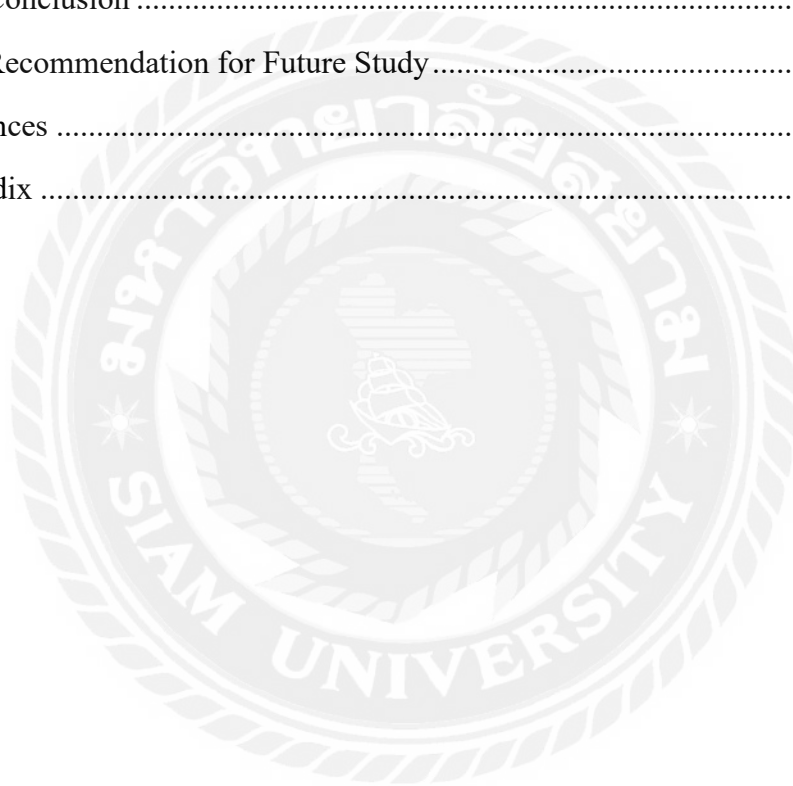 Conclusion ....................................................................................
Recommendation for Future Study .............................................
nces ...............................................................................................
dix .................................................................................................
มหาวิทยาลัยสยาม
SIAM UNIVERSITY